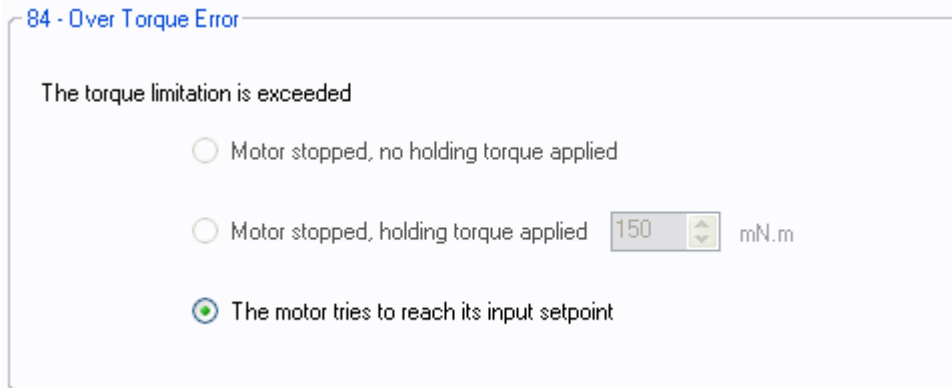 84 - Over Torque Error
The torque limitation is exceeded
Motor stopped, no holding torque applied
Motor stopped, holding torque applied 150 mN.m
The motor tries to reach its input setpoint